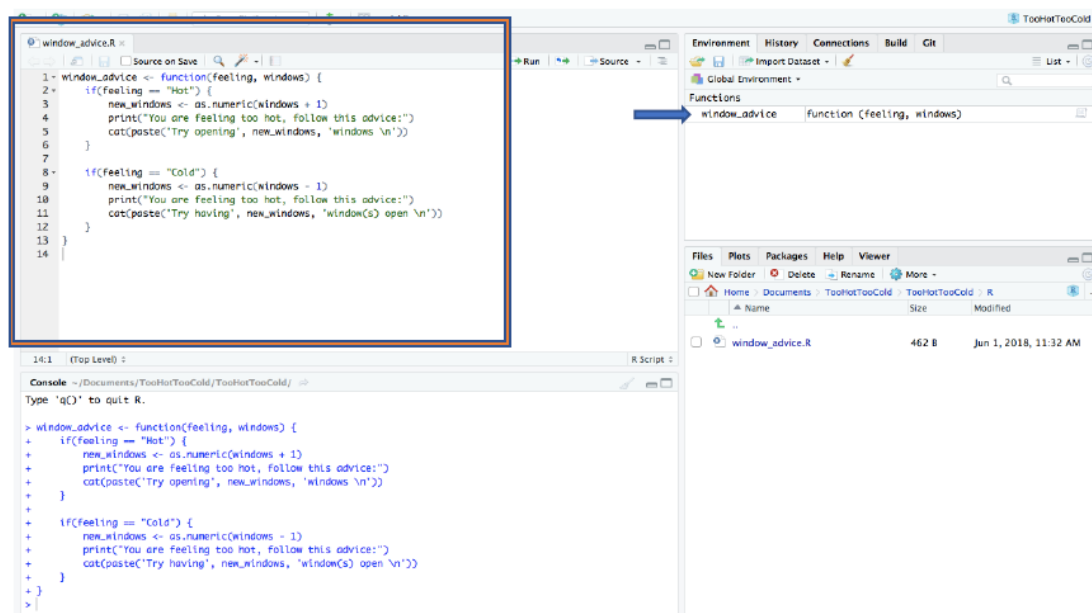 TooHotTooCold
window_advice.R ×
Source on Save
Run
Source
1 window_advice <- function(feeling, windows) {
2 if(feeling == "Hot") {
3 new_windows <- as.numeric(windows + 1)
4 print("You are feeling too hot, follow this advice:")
5 cat(paste('Try opening', new_windows, 'windows \n'))
6 }
7
8 if(feeling == "Cold") {
9 new_windows <- as.numeric(windows - 1)
10 print("You are feeling too hot, follow this advice:")
11 cat(paste('Try having', new_windows, 'window(s) open \n'))
12 }
13 }
14
14:1 (Top Level) R Script
Console ~/Documents/TooHotTooCold/TooHotTooCold/
Type 'q()' to quit R.
> window_advice <- function(feeling, windows) {
+ if(feeling == "Hot") {
+ new_windows <- as.numeric(windows + 1)
+ print("You are feeling too hot, follow this advice:")
+ cat(paste('Try opening', new_windows, 'windows \n'))
+ }
+
+ if(feeling == "Cold") {
+ new_windows <- as.numeric(windows - 1)
+ print("You are feeling too hot, follow this advice:")
+ cat(paste('Try having', new_windows, 'window(s) open \n'))
+ }
+ }
>
Environment History Connections Build Git
Import Dataset List
Global Environment
Functions
window_advice function (feeling, windows)
Files Plots Packages Help Viewer
New Folder Delete Rename More
Home Documents TooHotTooCold TooHotTooCold R
Name Size Modified
..
window_advice.R 462 B Jun 1, 2018, 11:32 AM